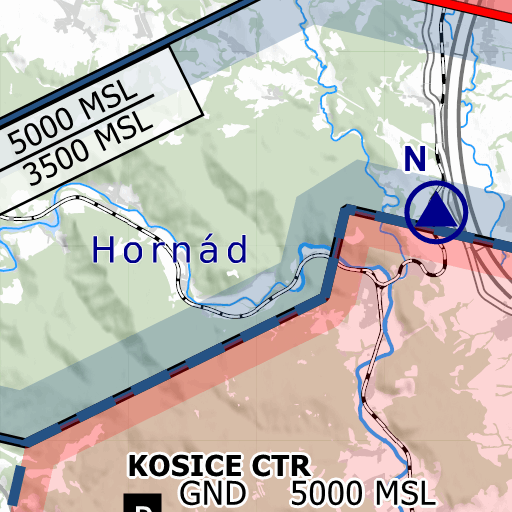 5000 MSL
3500 MSL
N
Hornád
KOSICE CTR
GND 5000 MSL
D